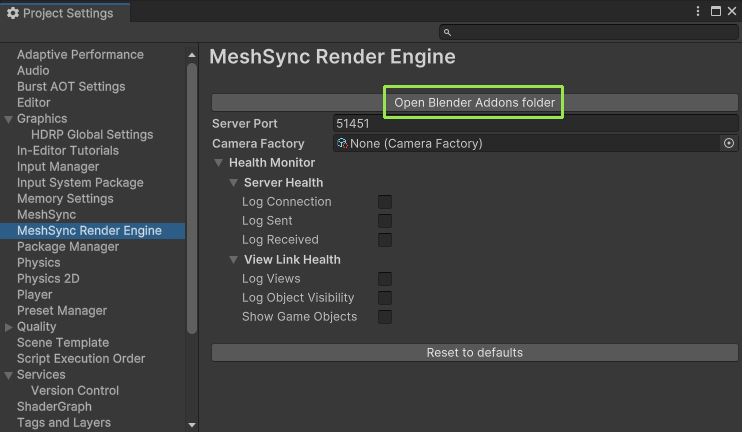 Project Settings
Adaptive Performance
Audio
Burst AOT Settings
Editor
Graphics
HDRP Global Settings
In-Editor Tutorials
Input Manager
Input System Package
Memory Settings
MeshSync
MeshSync Render Engine
Package Manager
Physics
Physics 2D
Player
Preset Manager
Quality
Scene Template
Script Execution Order
Services
Version Control
ShaderGraph
Tags and Layers
MeshSync Render Engine
Open Blender Addons folder
Server Port 51451
Camera Factory None (Camera Factory)
Health Monitor
Server Health
Log Connection
Log Sent
Log Received
View Link Health
Log Views
Log Object Visibility
Show Game Objects
Reset to defaults